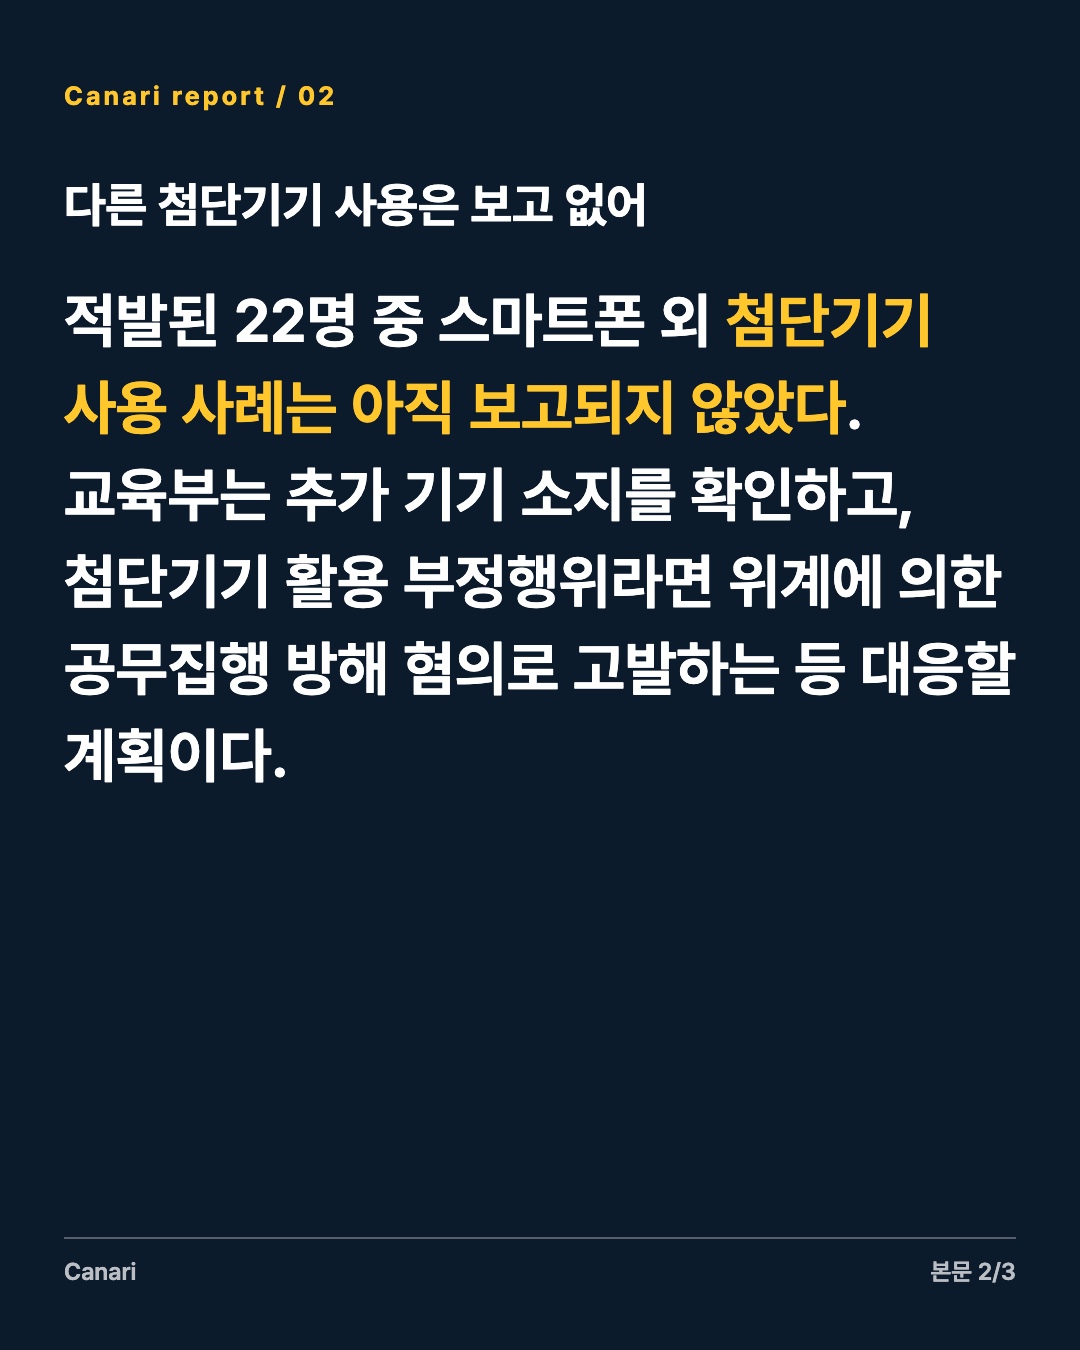 Canari report / 02
다른 첨단기기 사용은 보고 없어
적발된 22명 중 스마트폰 외 첨단기기
사용 사례는 아직 보고되지 않았다.
교육부는 추가 기기 소지를 확인하고,
첨단기기 활용 부정행위라면 위계에 의한
공무집행 방해 혐의로 고발하는 등 대응할
계획이다.
Canari
본문 2/3